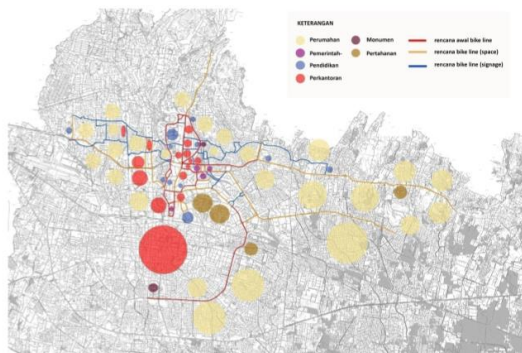 KETERANGAN
Perumahan
Pemerintah-
Pendidikan
Perkantoran
Monumen
Pertahanan
rencana awal bike line
rencana bike line (space)
rencana bike line (signage)